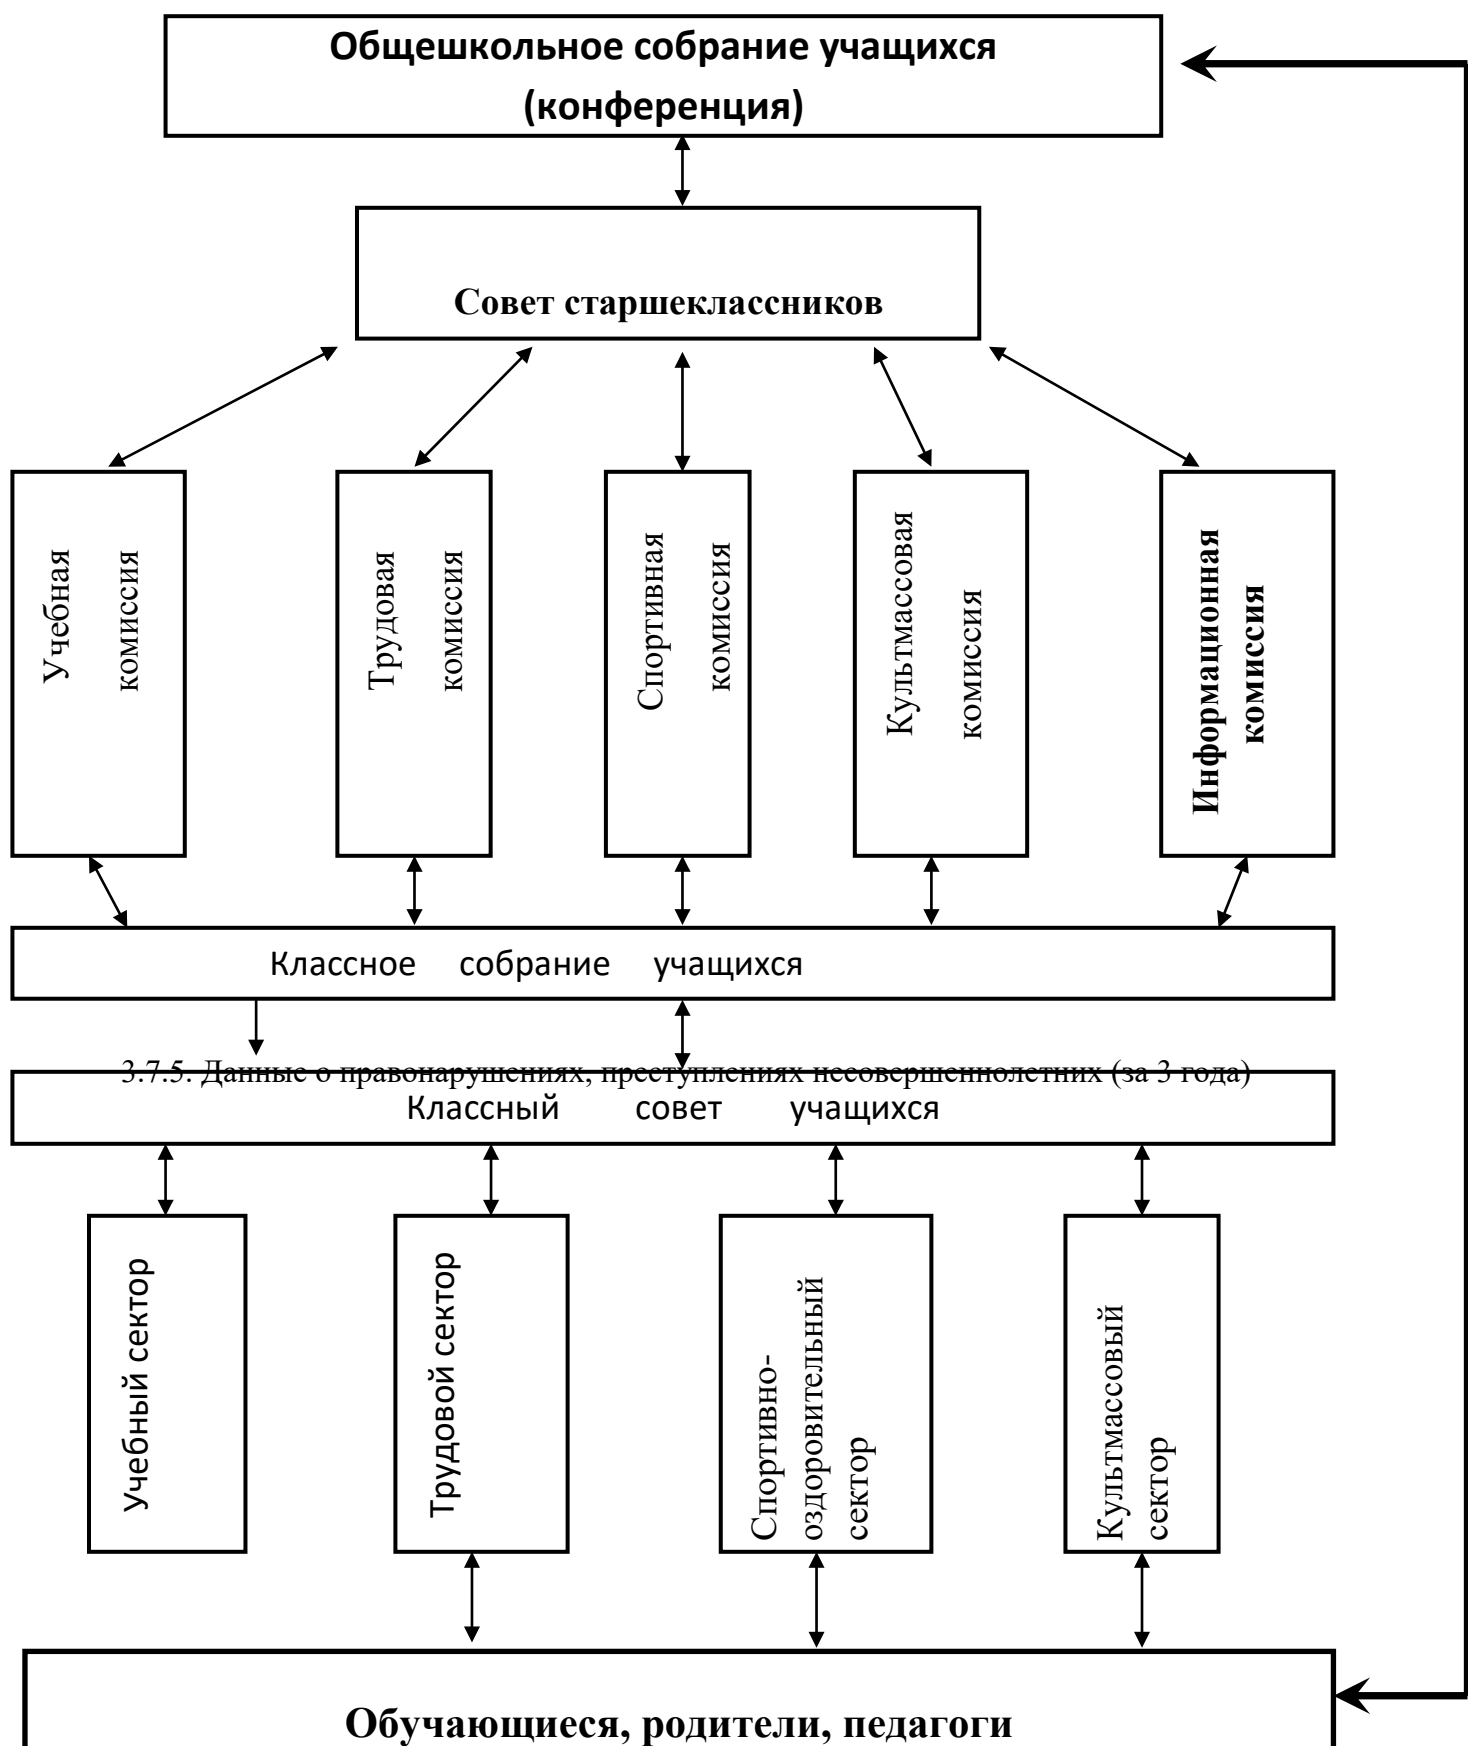 Общешкольное собрание учащихся
(конференция)
Совет старшеклассников
Учебная
комиссия
Трудовая
комиссия
Спортивная
комиссия
Культмассовая
комиссия
Информационная
комиссия
Классное собрание учащихся
3.7.5. Данные о правонарушениях, преступлениях несовершеннолетних (за 3 года)
Классный совет учащихся
Учебный сектор
Трудовой сектор
Спортивно-
оздоровительный
сектор
Культмассовый
сектор
Обучающиеся, родители, педагоги